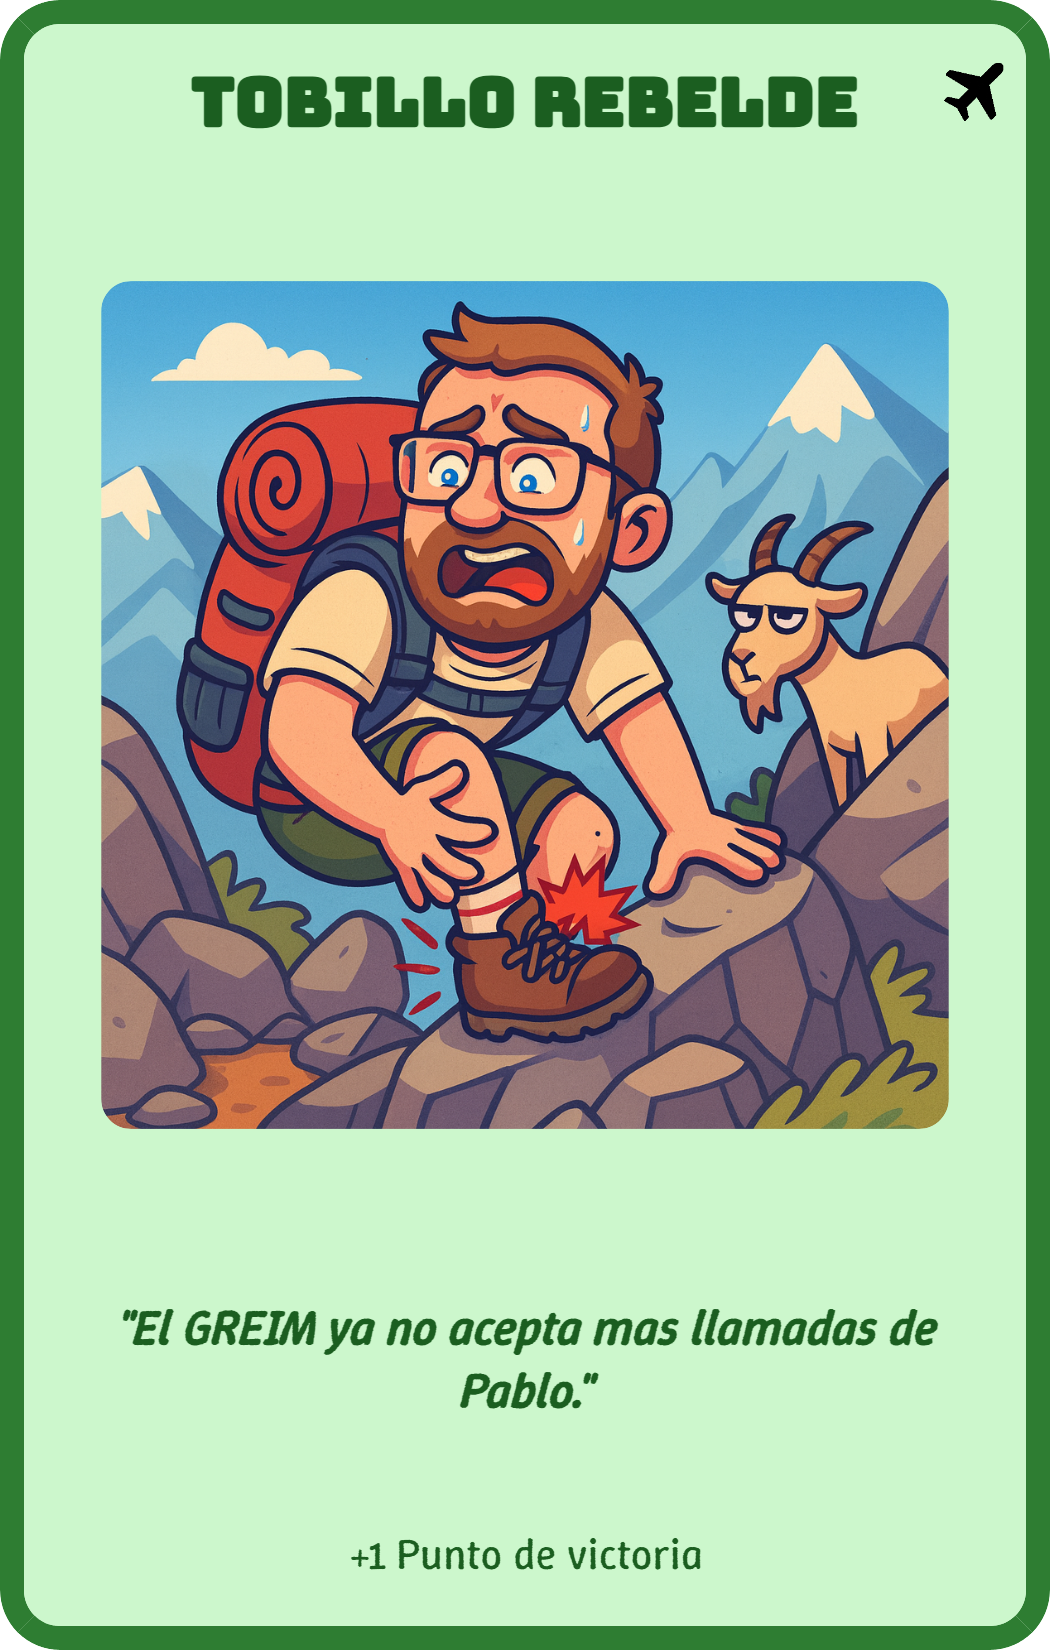 TOBILLO REBELDE
"El GREIM ya no acepta mas llamadas de
Pablo."
+1 Punto de victoria